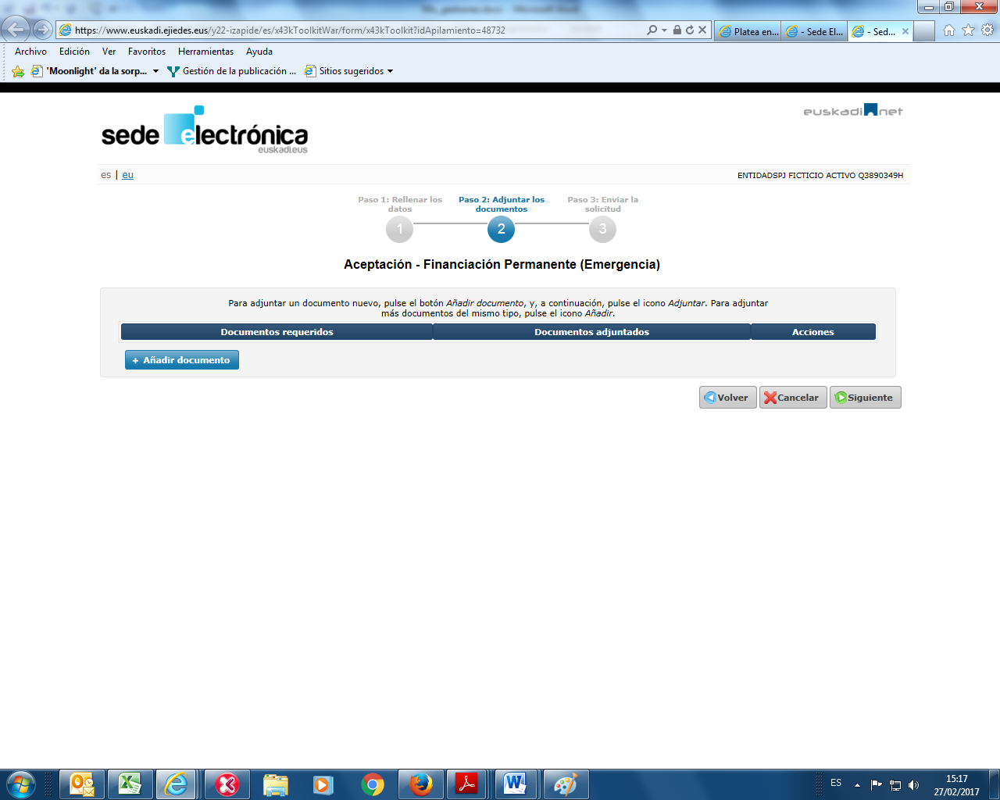 https://www.euskadi.ejiedes.eus/y22-izapide/es/x43kToolkitWar/form/x43kToolkit?idApilamiento=48732
Platea en...
- Sede El...
- Sed...
Archivo Edición Ver Favoritos Herramientas Ayuda
'Moonlight' da la sorp... Gestión de la publicación ... Sitios sugeridos
sede electrónica
euskadi.eus
euskadi.net
es | eu
ENTIDADSPJ FICTICIO ACTIVO Q3890349H
Paso 1: Rellenar los datos
Paso 2: Adjuntar los documentos
Paso 3: Enviar la solicitud
1 2 3
Aceptación - Financiación Permanente (Emergencia)
Para adjuntar un documento nuevo, pulse el botón Añadir documento, y, a continuación, pulse el icono Adjuntar. Para adjuntar
más documentos del mismo tipo, pulse el icono Añadir.
Documentos requeridos Documentos adjuntados Acciones
+ Añadir documento
Volver Cancelar Siguiente
ES
15:17
27/02/2017